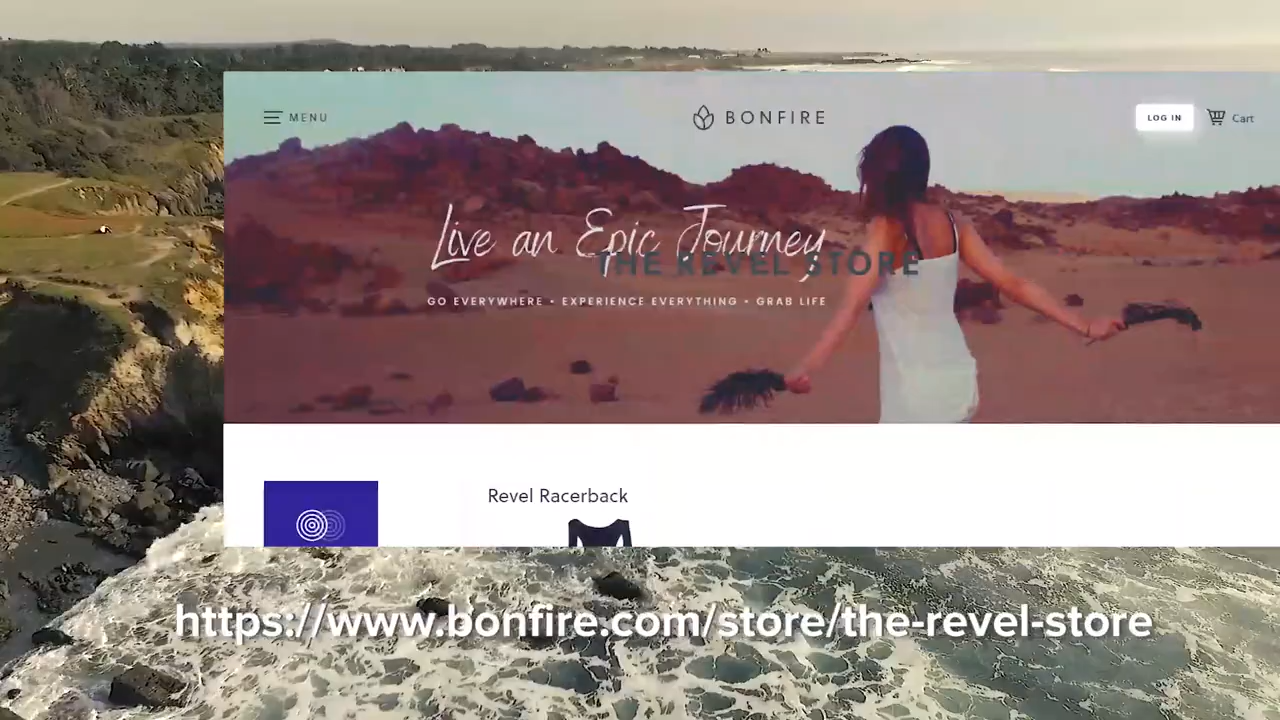 MENU
BONFIRE
LOG IN
Cart
Live an Epic Journey
THE REVEL STORE
GO EVERYWHERE • EXPERIENCE EVERYTHING • GRAB LIFE
Revel Racerback
https://www.bonfire.com/store/the-revel-store